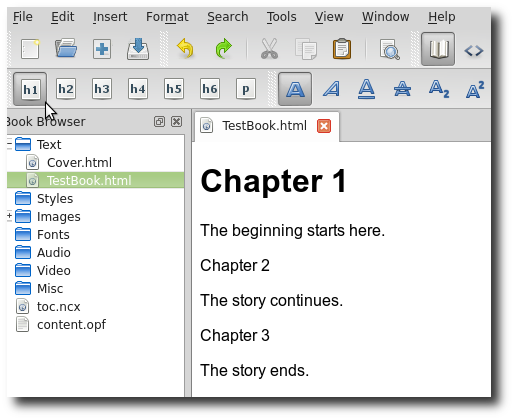 File Edit Insert Format Search Tools View Window Help
h1 h2 h3 h4 h5 h6 p A A A A A2 A2
Book Browser
TestBook.html
Text
Cover.html
TestBook.html
Styles
Images
Fonts
Audio
Video
Misc
toc.ncx
content.opf
Chapter 1
The beginning starts here.
Chapter 2
The story continues.
Chapter 3
The story ends.